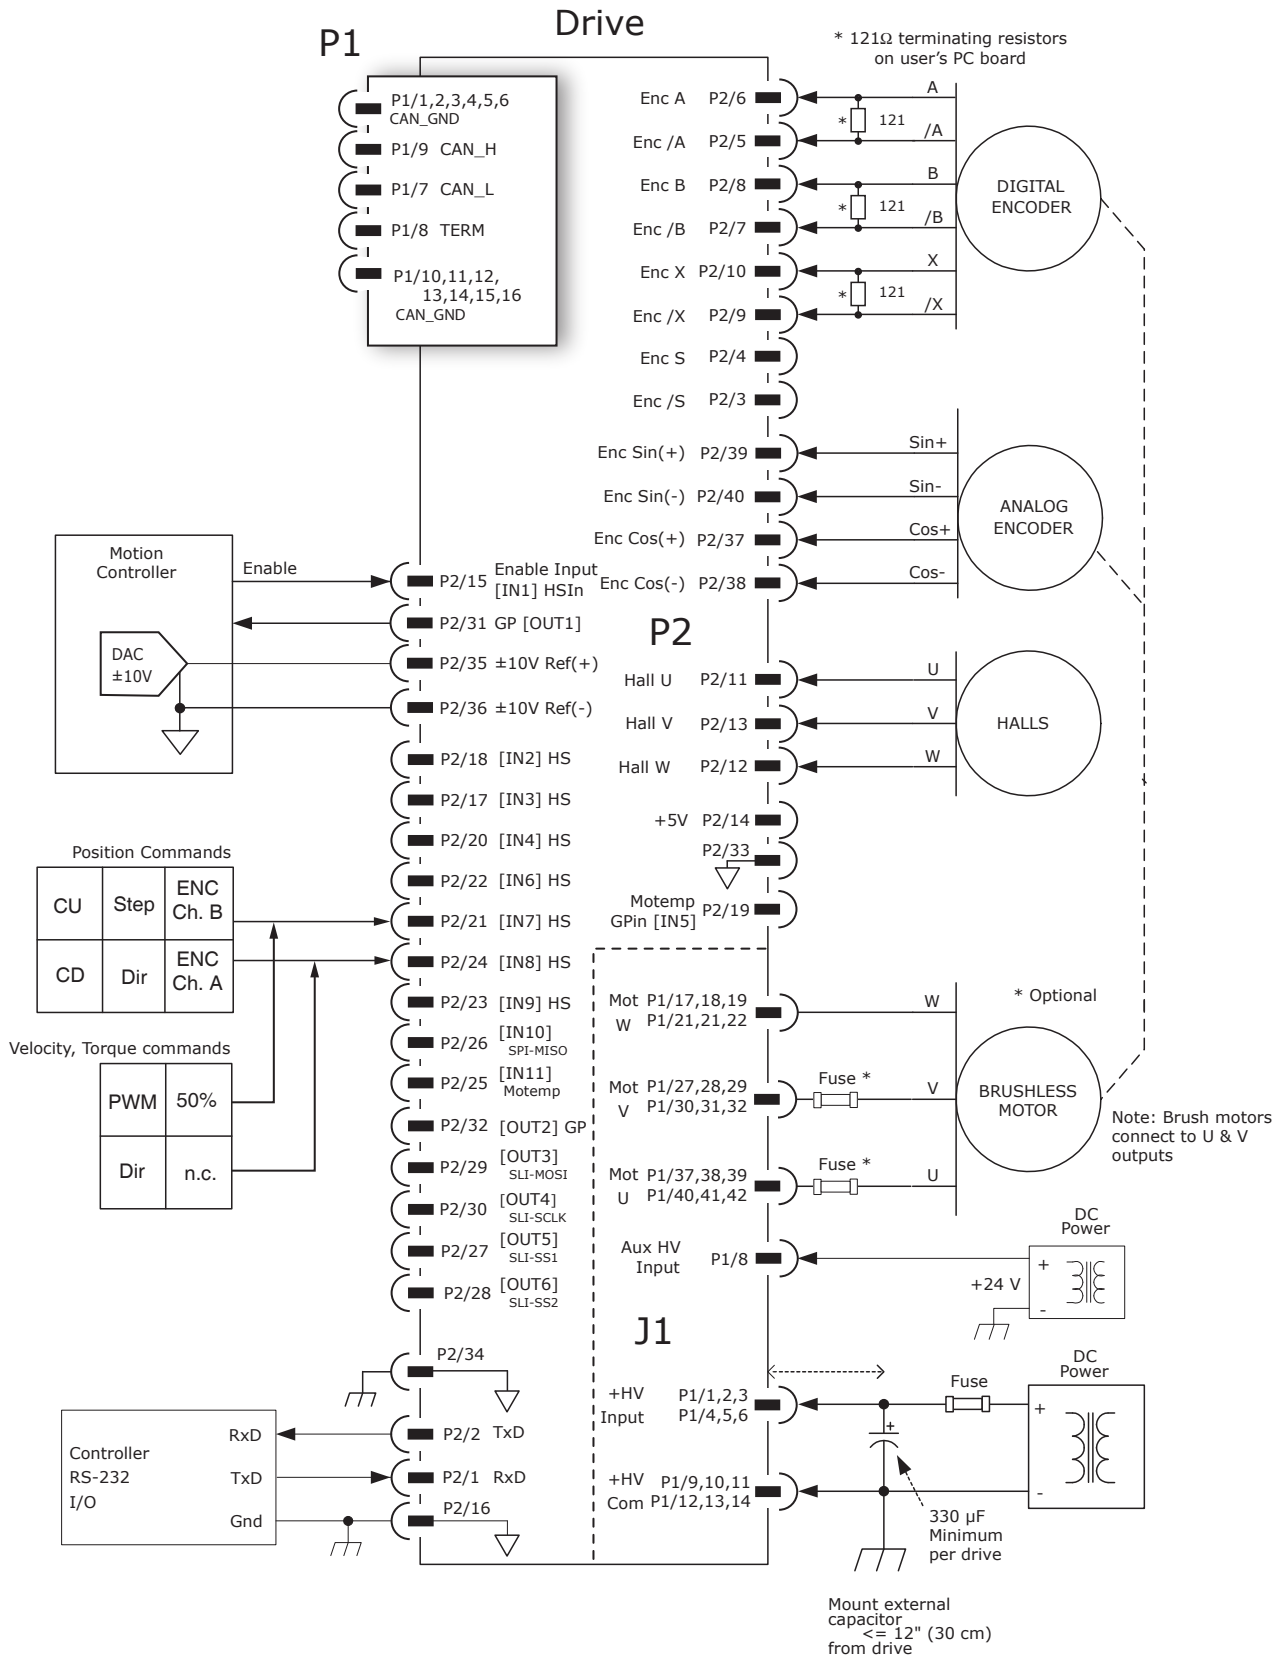 Drive
P1
* 121Ω terminating resistors
on user's PC board
P1/1,2,3,4,5,6
CAN_GND
P1/9 CAN_H
P1/7 CAN_L
P1/8 TERM
P1/10,11,12,
13,14,15,16
CAN_GND
Enc A P2/6
A
* 121
Enc /A P2/5
/A
Enc B P2/8
B
* 121
Enc /B P2/7
/B
Enc X P2/10
X
* 121
Enc /X P2/9
/X
DIGITAL
ENCODER
Enc S P2/4
Enc /S P2/3
Enc Sin(+) P2/39
Sin+
Enc Sin(-) P2/40
Sin-
Enc Cos(+) P2/37
Cos+
Enc Cos(-) P2/38
Cos-
ANALOG
ENCODER
Motion
Controller
Enable
DAC
±10V
P2/15 Enable Input
[IN1] HSIn
P2/31 GP [OUT1]
P2/35 ±10V Ref(+)
P2/36 ±10V Ref(-)
P2/18 [IN2] HS
P2/17 [IN3] HS
P2/20 [IN4] HS
P2/22 [IN6] HS
P2/21 [IN7] HS
P2/24 [IN8] HS
P2/23 [IN9] HS
P2/26 [IN10]
SPI-MISO
P2/25 [IN11]
Motemp
P2/32 [OUT2] GP
P2/29 [OUT3]
SLI-MOSI
P2/30 [OUT4]
SLI-SCLK
P2/27 [OUT5]
SLI-SS1
P2/28 [OUT6]
SLI-SS2
P2
Hall U P2/11
U
Hall V P2/13
V
Hall W P2/12
W
HALLS
+5V P2/14
P2/33
Motemp
GPin [IN5] P2/19
Position Commands
CU Step ENC
Ch. B
CD Dir ENC
Ch. A
Velocity, Torque commands
PWM 50%
Dir n.c.
Mot P1/17,18,19
W P1/21,21,22
W
* Optional
Mot P1/27,28,29
V P1/30,31,32
Fuse *
V
BRUSHLESS
MOTOR
Note: Brush motors
connect to U & V
outputs
Mot P1/37,38,39
U P1/40,41,42
Fuse *
U
Aux HV
Input P1/8
DC
Power
+24 V
+
-
J1
P2/34
+HV P1/1,2,3
Input P1/4,5,6
Fuse
DC
Power
+
-
+
+HV P1/9,10,11
Com P1/12,13,14
330 µF
Minimum
per drive
Mount external
capacitor
<= 12" (30 cm)
from drive
Controller
RS-232
I/O
RxD
TxD
Gnd
P2/2 TxD
P2/1 RxD
P2/16